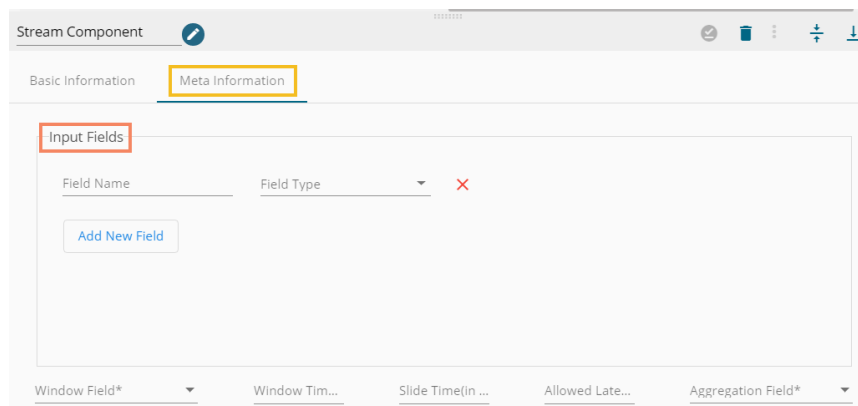 Stream Component
Basic Information Meta Information
Input Fields
Field Name Field Type
Add New Field
Window Field* Window Tim... Slide Time(in ... Allowed Late... Aggregation Field*